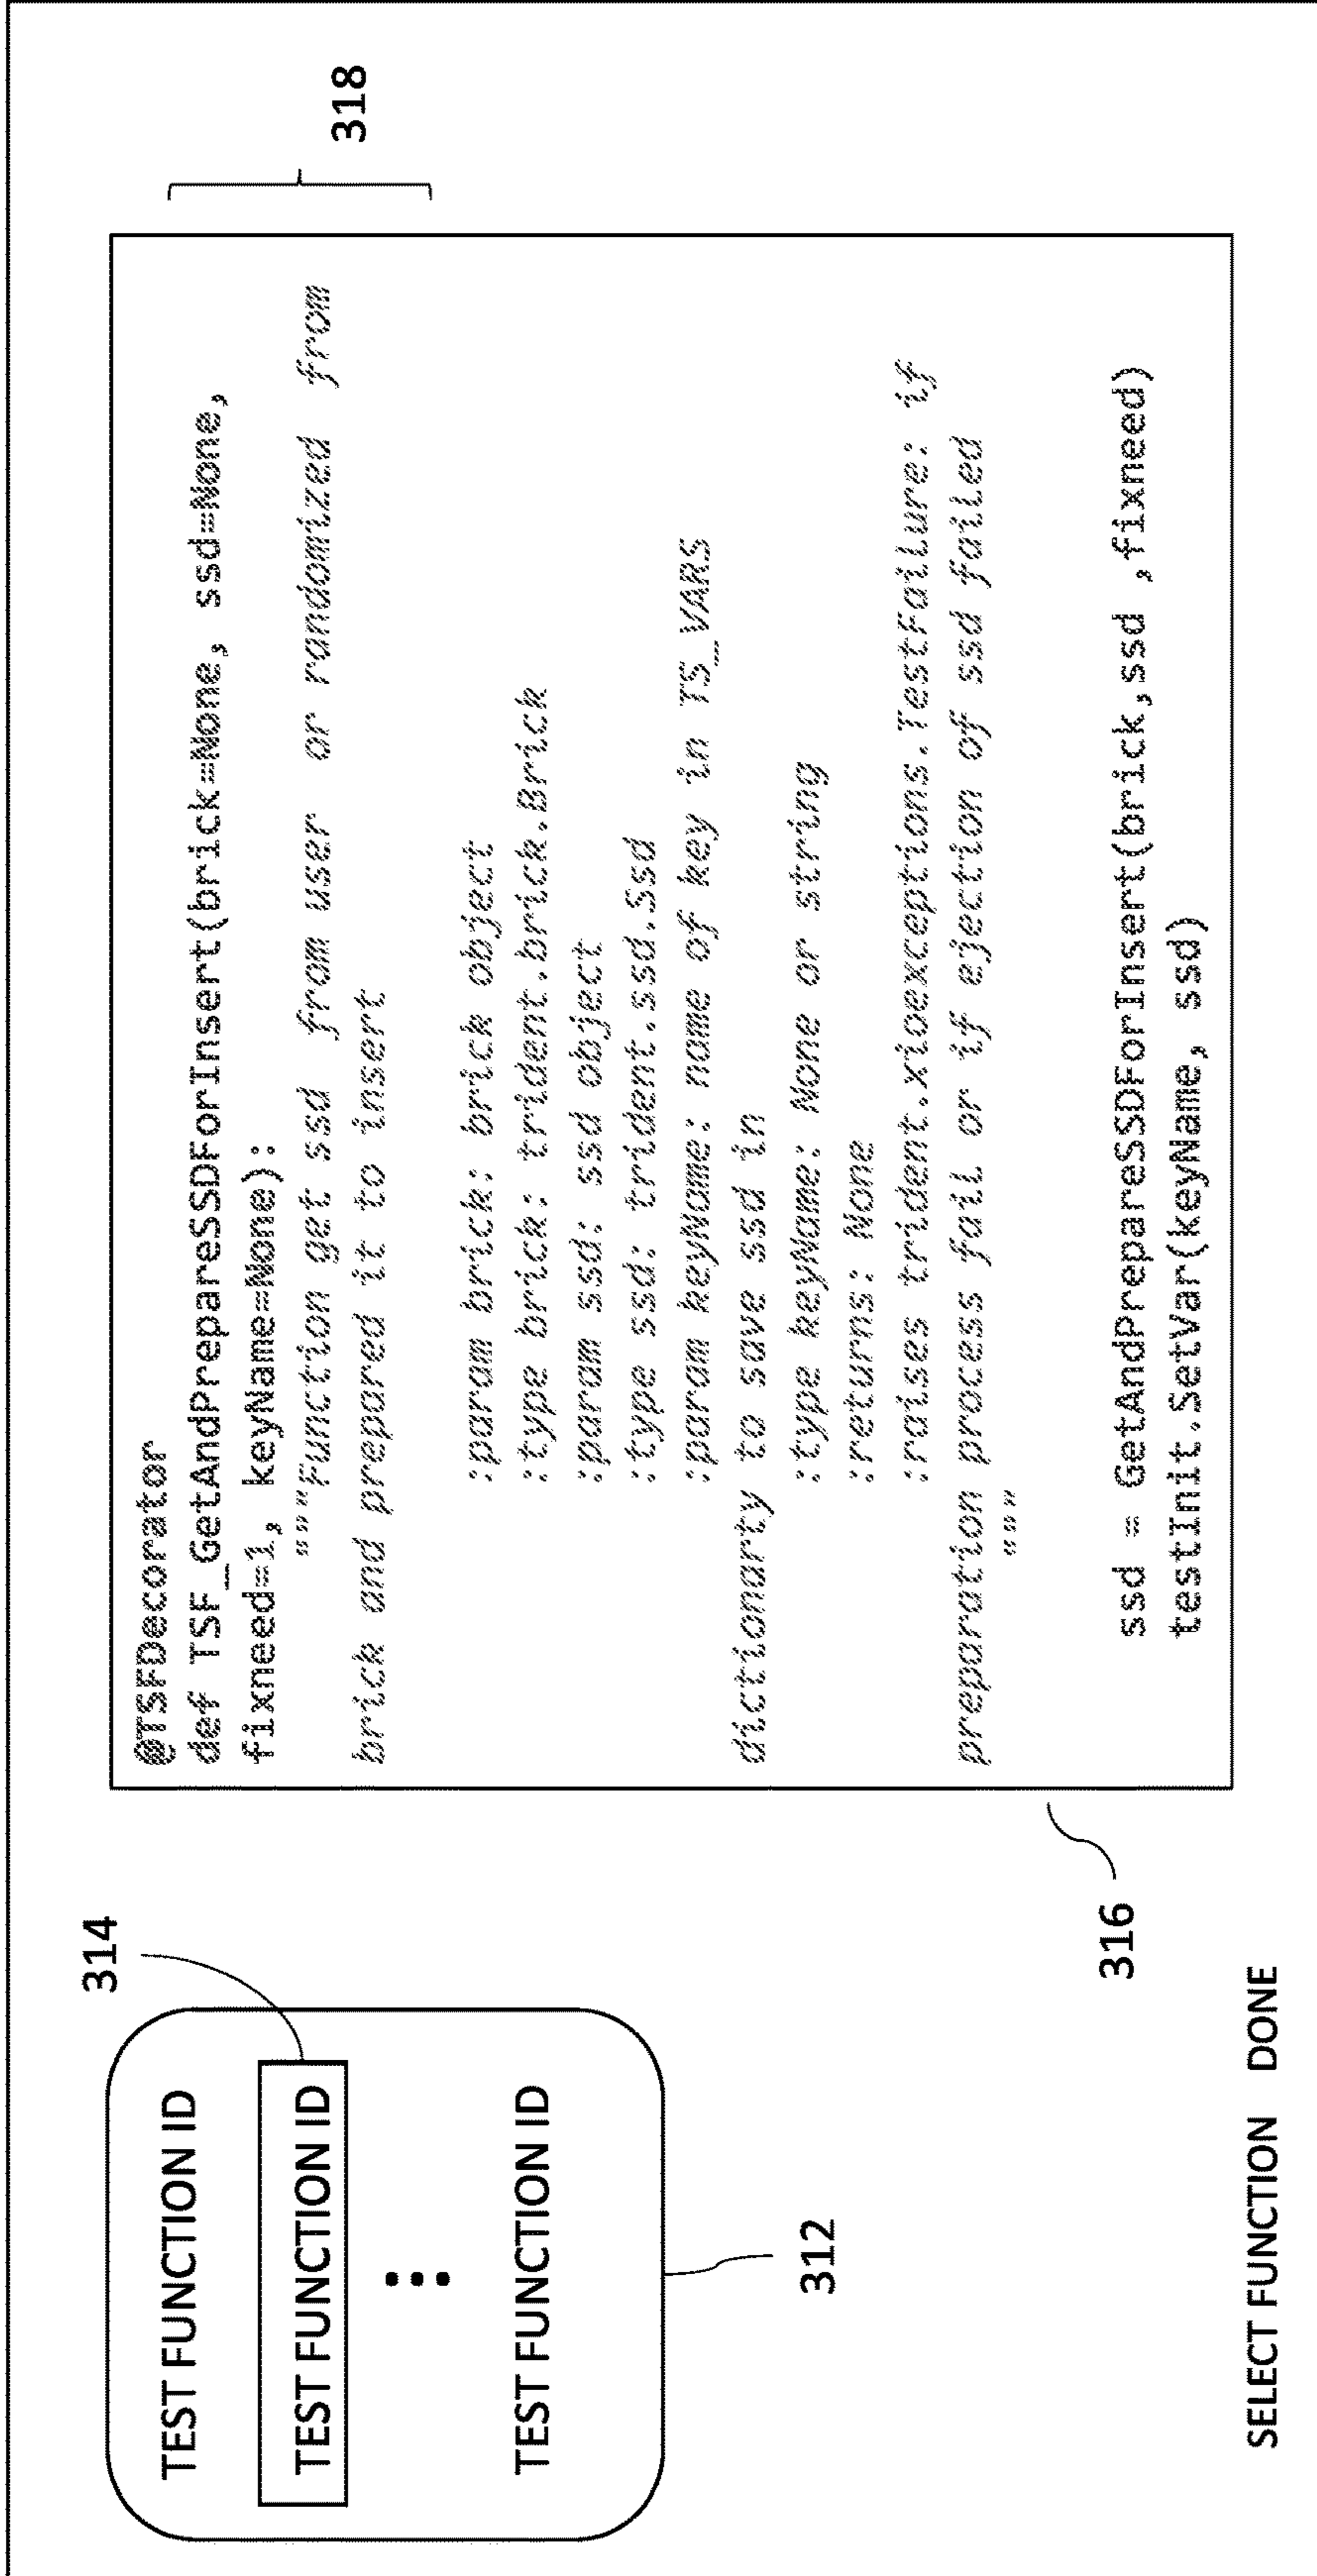 314
TEST FUNCTION ID
TEST FUNCTION ID
TEST FUNCTION ID
312
SELECT FUNCTION DONE
@TSFDecorator
def TSF_GetAndPrepareSSDForInsert(brick=None, ssd=None,
fixneed=1, keyName=None):
"""Function get ssd from user or randomized from
brick and prepared it to insert
:param brick: brick object
:type brick: trident.brick.Brick
:param ssd: ssd object
:type ssd: trident.ssd.Ssd
:param keyName: name of key in TS_VARS
dictionarty to save ssd in
:type keyName: None or string
:returns: None
:raises trident.xioexceptions.TestFailure: if
preparation process fail or if ejection of ssd failed
"""
ssd = GetAndPrepareSSDForInsert(brick,ssd ,fixneed)
testInit.SetVar(keyName, ssd)
316
318